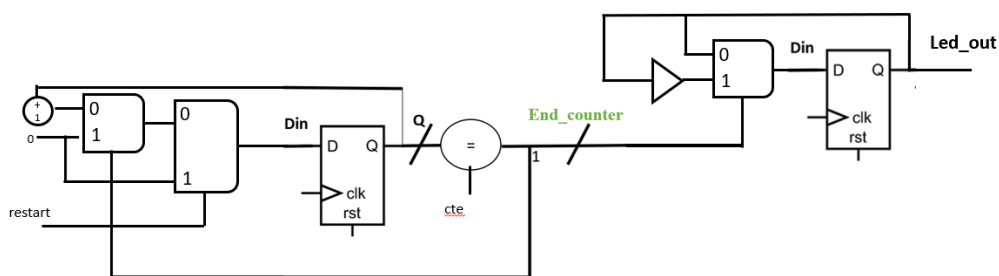 Led_out
Din
0
1
D Q
clk
rst
+
1
0
1
0
0
1
Din
Q
D Q
clk
rst
=
cte
End_counter
1
restart